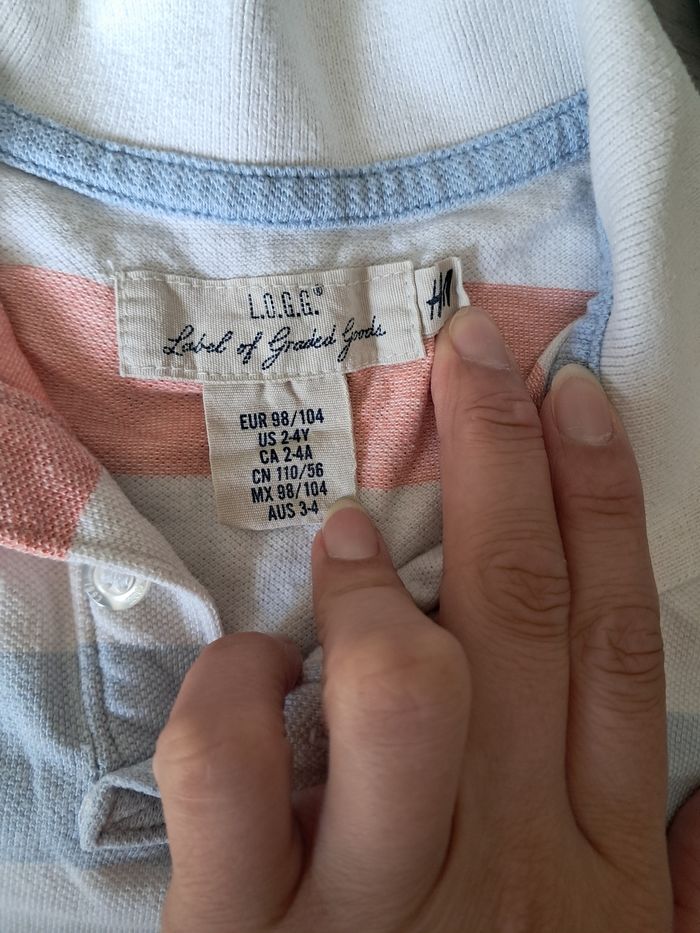 L.O.G.G.®
Label of Graded Goods
EUR 98/104
US 2-4Y
CA 2-4A
CN 110/56
MX 98/104
AUS 3-4